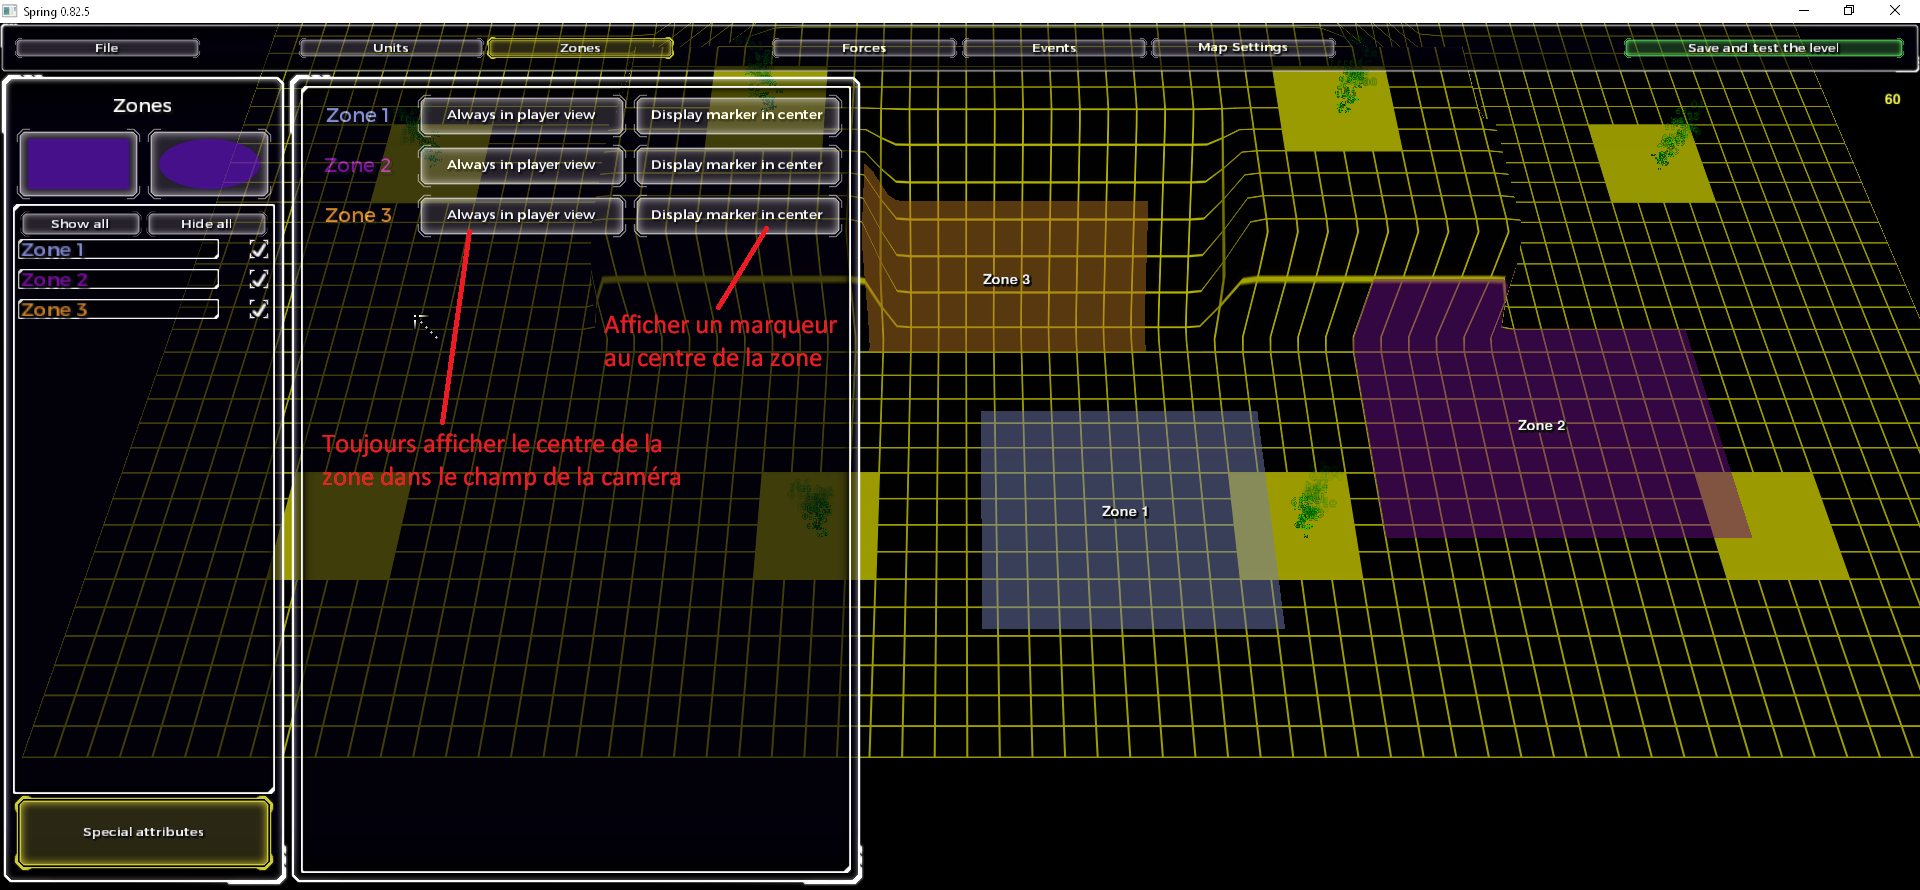 Spring 0.82.5
File
Units
Zones
Forces
Events
Map Settings
Save and test the level
60
Zones
Show all
Hide all
Zone 1
Zone 2
Zone 3
Special attributes
Zone 1 Always in player view Display marker in center
Zone 2 Always in player view Display marker in center
Zone 3 Always in player view Display marker in center
Afficher un marqueur
au centre de la zone
Toujours afficher le centre de la
zone dans le champ de la caméra
Zone 3
Zone 2
Zone 1